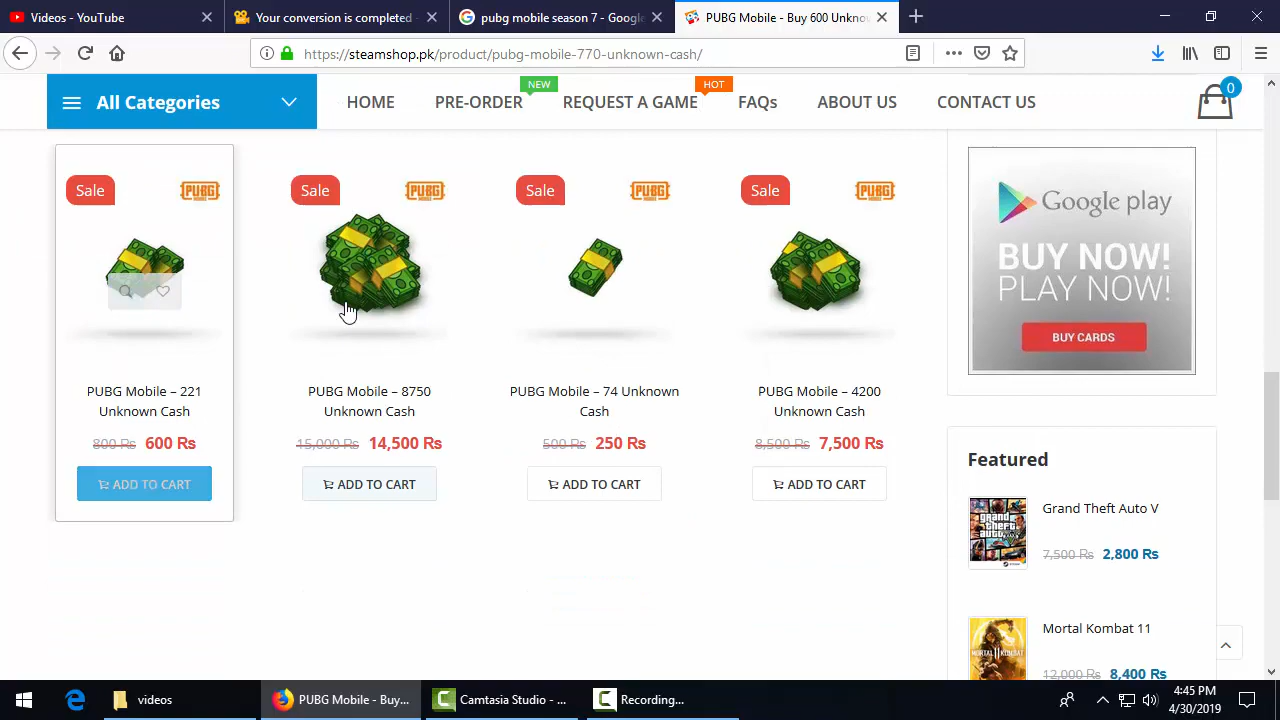 Videos - YouTube
Your conversion is completed -
pubg mobile season 7 - Google
PUBG Mobile - Buy 600 Unknow
https://steamshop.pk/product/pubg-mobile-770-unknown-cash/
All Categories
HOME
PRE-ORDER
NEW
REQUEST A GAME
HOT
FAQs
ABOUT US
CONTACT US
0
Sale
PUBG
MOBILE
Sale
PUBG
MOBILE
Sale
PUBG
MOBILE
Sale
PUBG
MOBILE
PUBG Mobile – 221
Unknown Cash
800 ₨ 600 ₨
ADD TO CART
PUBG Mobile – 8750
Unknown Cash
15,000 ₨ 14,500 ₨
ADD TO CART
PUBG Mobile – 74 Unknown
Cash
500 ₨ 250 ₨
ADD TO CART
PUBG Mobile – 4200
Unknown Cash
8,500 ₨ 7,500 ₨
ADD TO CART
Google play
BUY NOW!
PLAY NOW!
BUY CARDS
Featured
grand theft auto V
Grand Theft Auto V
7,500 ₨ 2,800 ₨
Mortal Kombat 11
12,000 ₨ 8,400 ₨
videos
PUBG Mobile - Buy...
Camtasia Studio - ...
Recording...
4:45 PM
4/30/2019